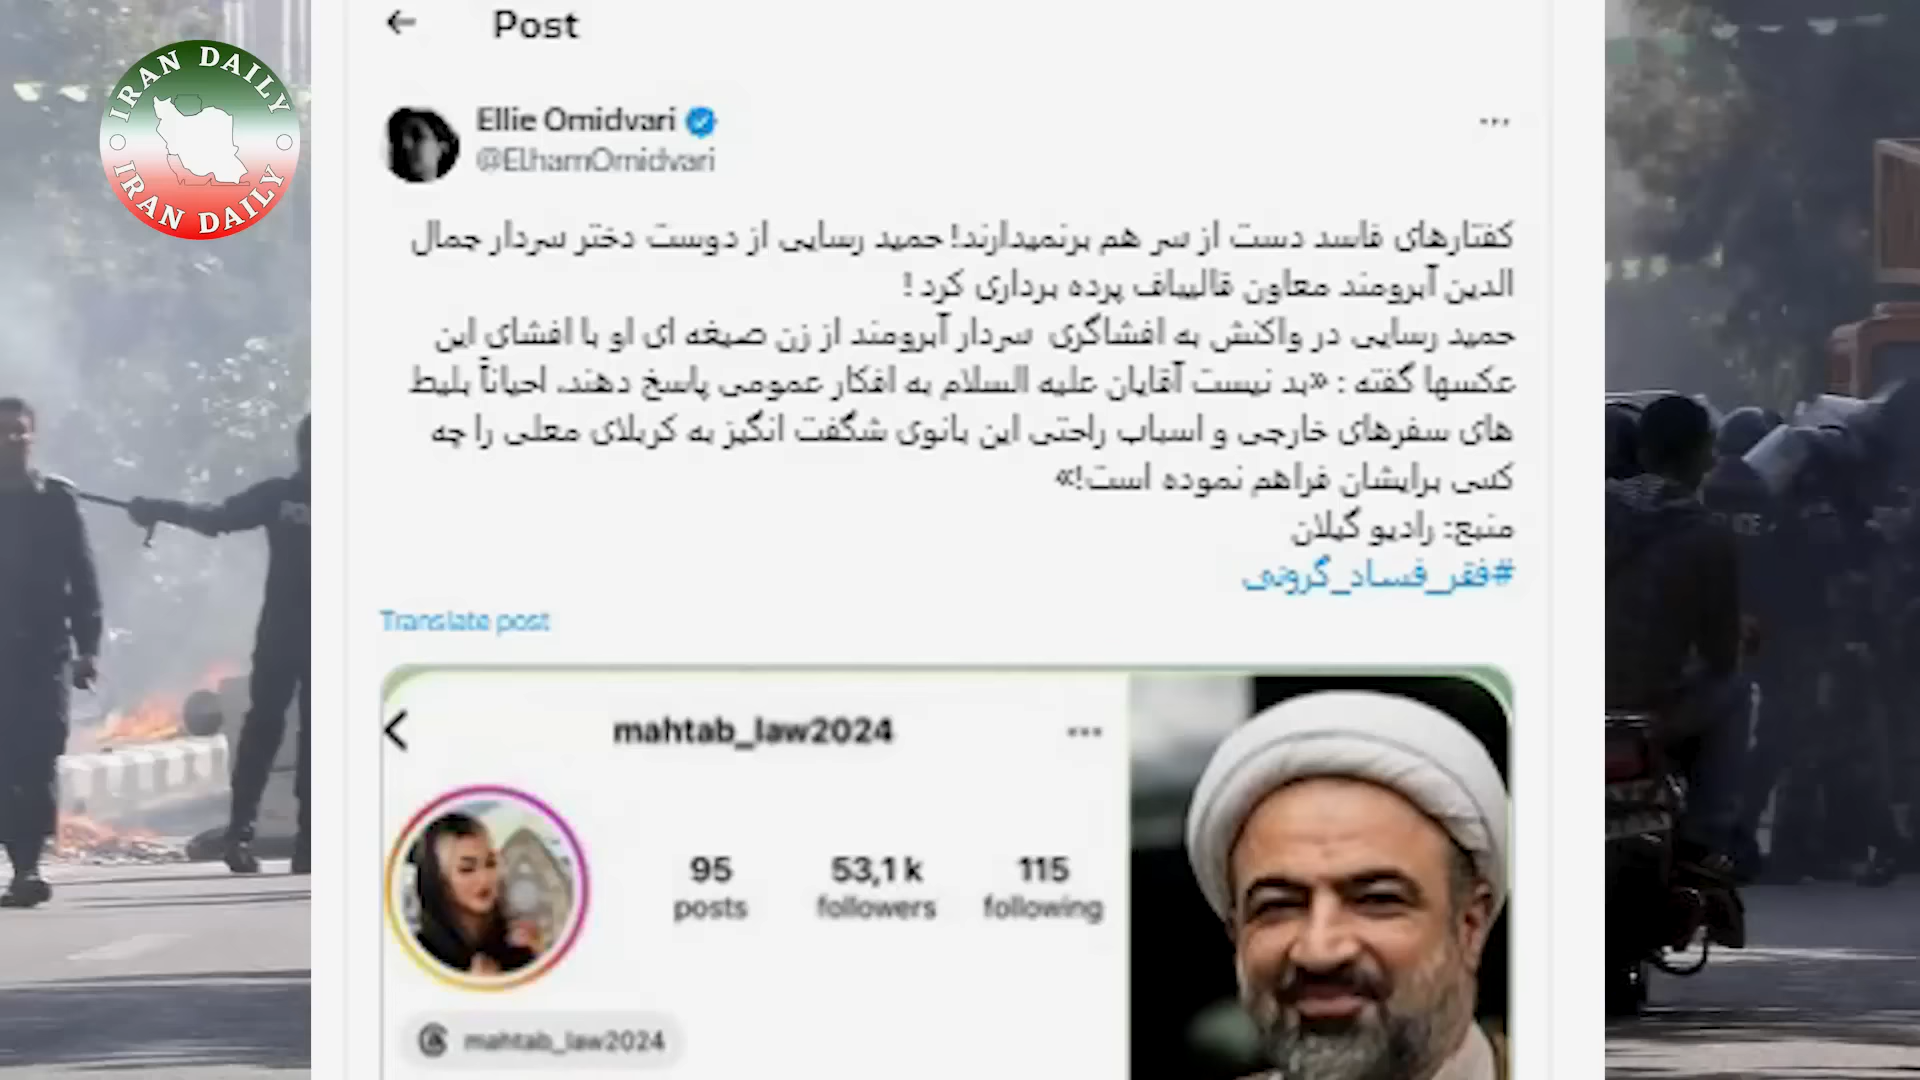 IRAN DAILY
IRAN DAILY
Post
Ellie Omidvari
@ElhamOmidvari
کفتارهای فاسد دست از سر هم برنمیدارند! حمید رسایی از دوست دختر سردار جمال
الدین آبرومند معاون قالیباف پرده برداری کرد !
حمید رسایی در واکنش به افشاگری سردار آبرومند از زن صیغه ای او با افشای این
عکسها گفته : «بد نیست آقایان علیه السلام به افکار عمومی پاسخ دهند. احیاناً بلیط
های سفرهای خارجی و اسباب راحتی این بانوی شگفت انگیز به کربلای معلی را چه
کسی برایشان فراهم نموده است!»
منبع: رادیو گیلان
#فقر_فساد_گرونی
Translate post
mahtab_law2024
95 53,1 k 115
posts followers following
mahtab_law2024